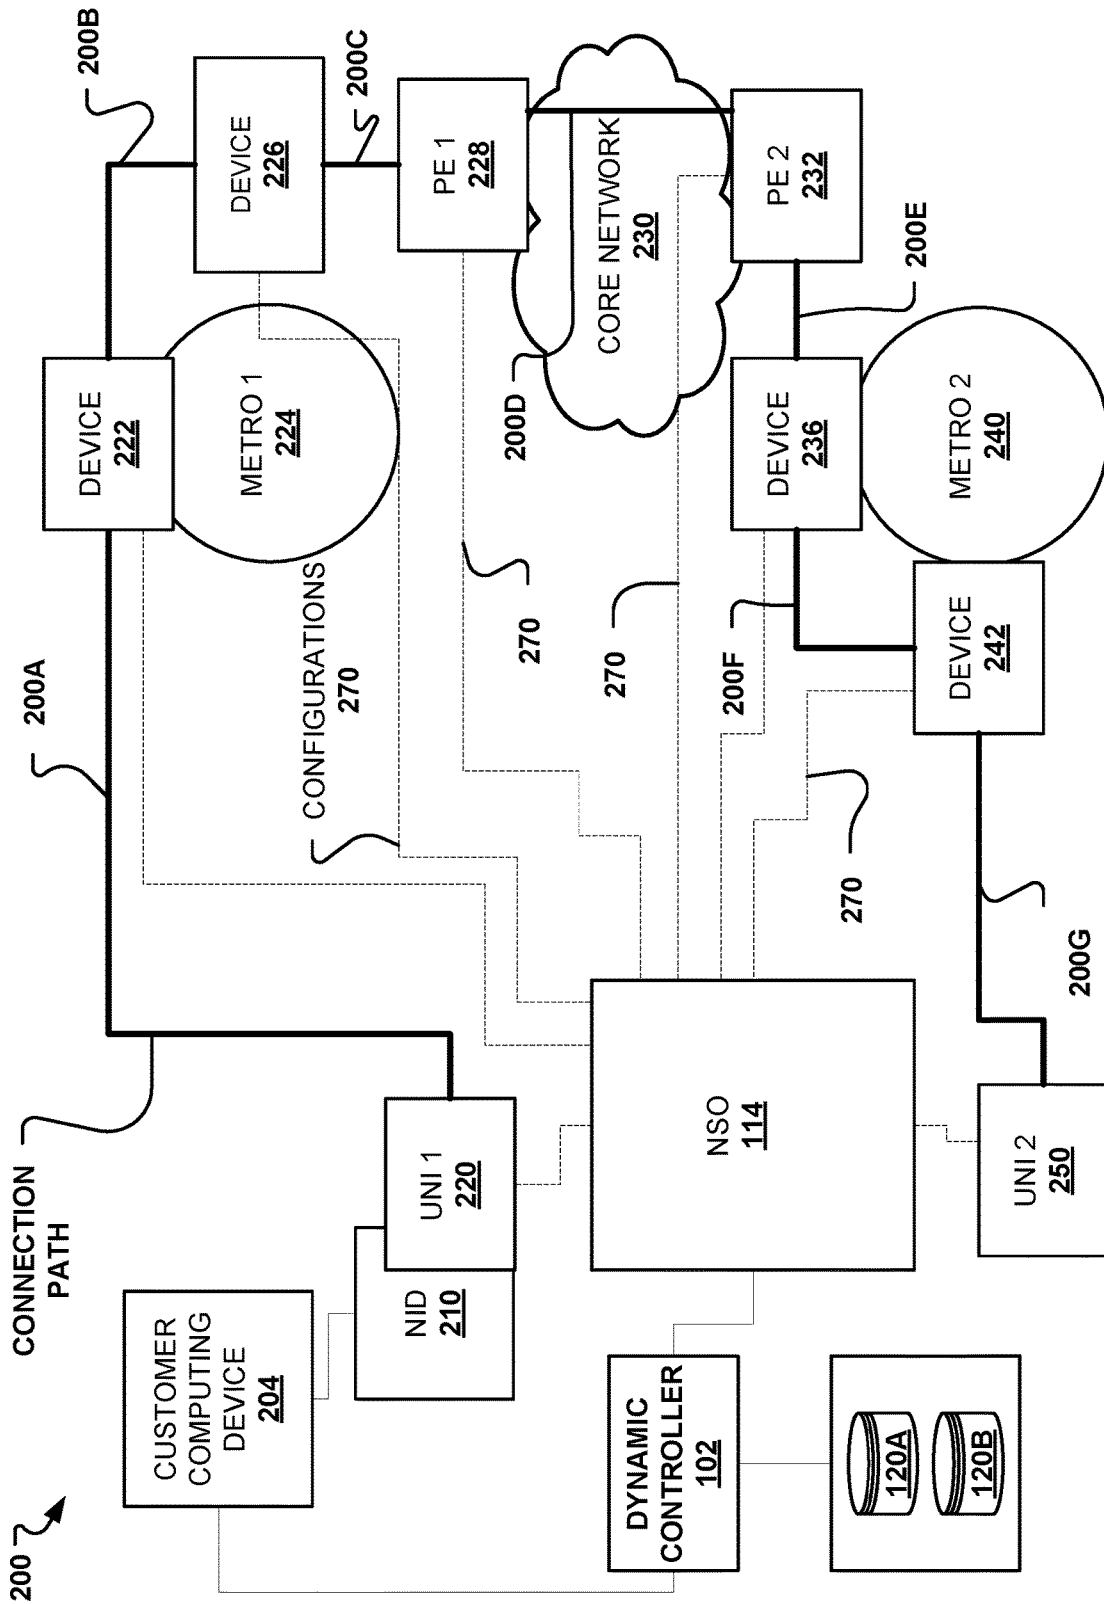 200
CONNECTION
PATH
200A
200B
DEVICE
222
DEVICE
226
200C
METRO 1
224
CUSTOMER
COMPUTING
DEVICE
204
CONFIGURATIONS
270
NID
210
UNI 1
220
PE 1
228
270
200D
CORE NETWORK
230
270
DYNAMIC
CONTROLLER
102
NSO
114
200F
DEVICE
236
PE 2
232
200E
270
120A
120B
DEVICE
242
METRO 2
240
UNI 2
250
200G